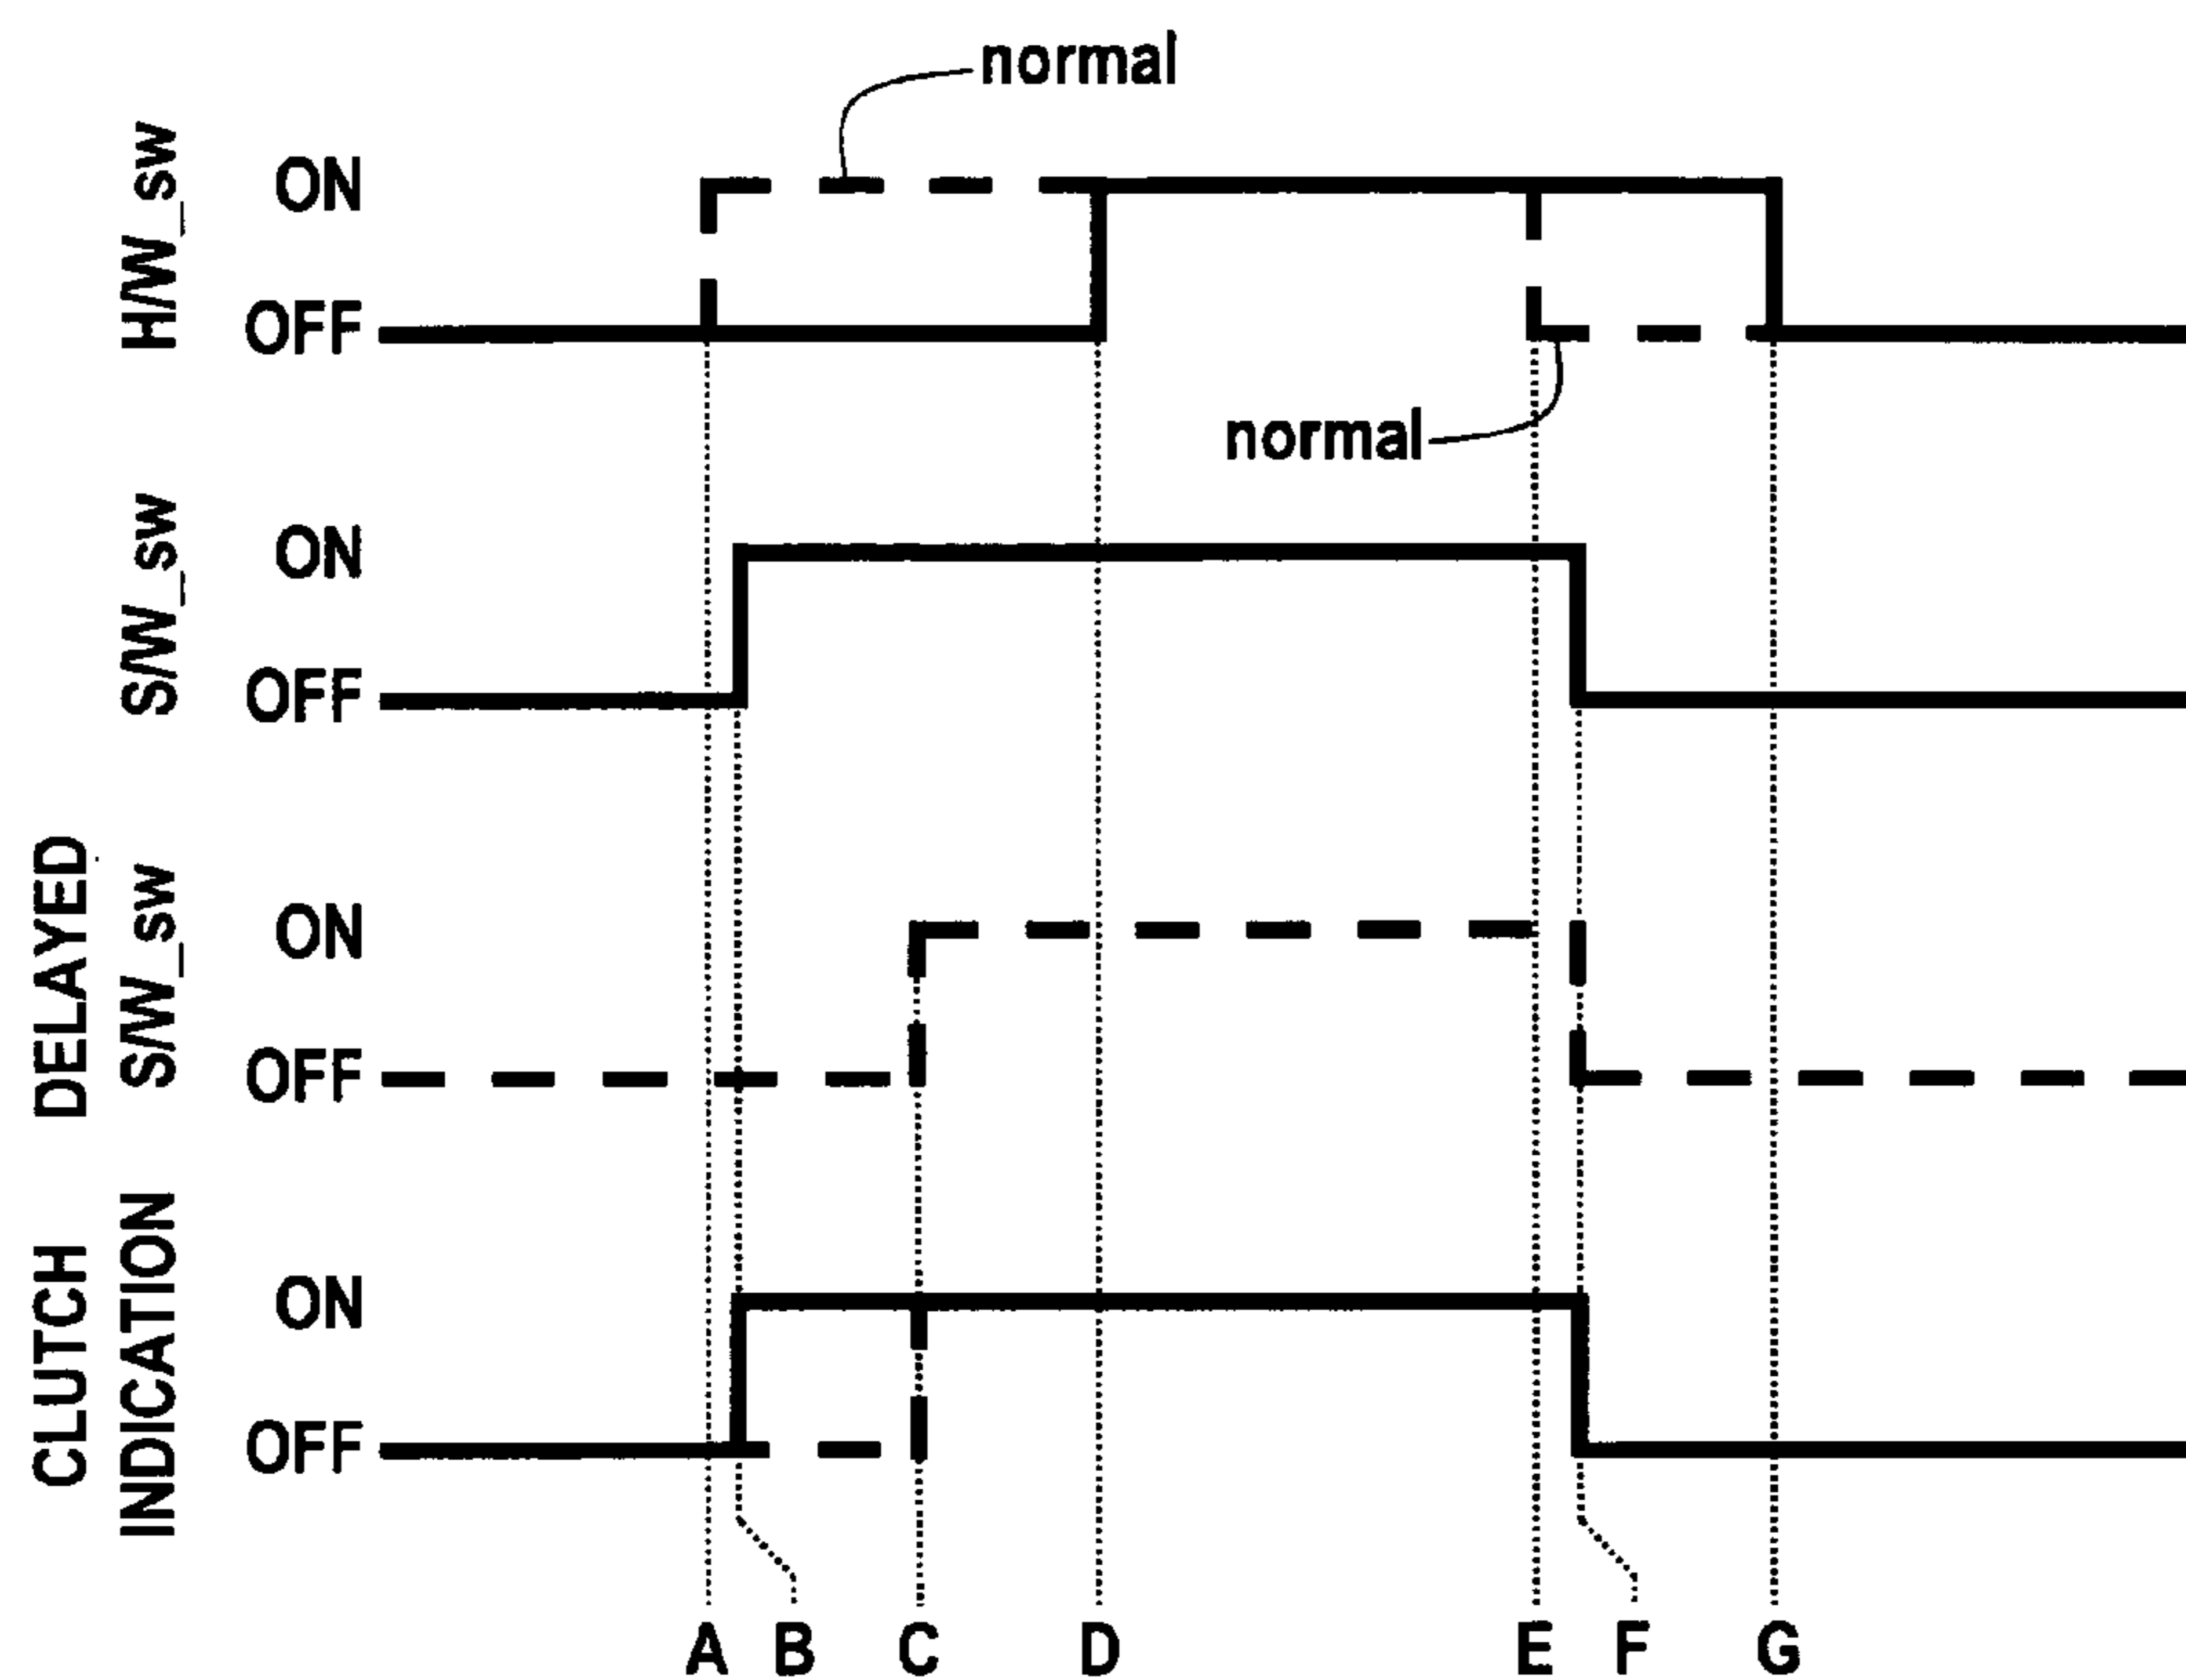 normal
H/W_sw
ON
OFF
normal
S/W_sw
ON
OFF
DELAYED
S/W_sw
ON
OFF
CLUTCH
INDICATION
ON
OFF
A B C D E F G